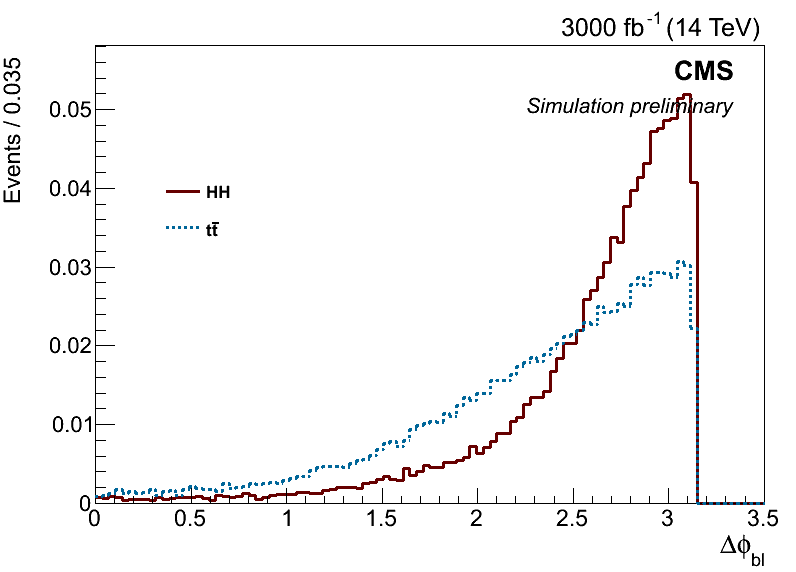 3000 fb⁻¹ (14 TeV)
CMS
Simulation preliminary
Events / 0.035
0.05
0.04
0.03
0.02
0.01
0
HH
tt̄
0 0.5 1 1.5 2 2.5 3 3.5
Δϕbl